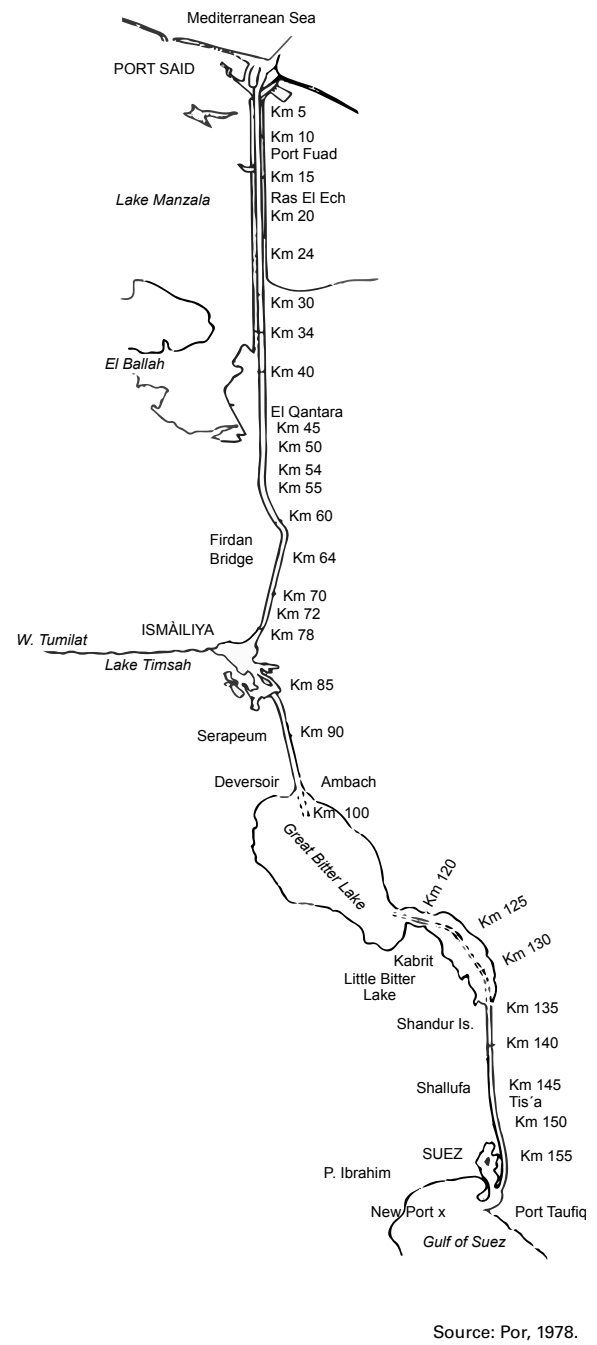 Mediterranean Sea
PORT SAID
Km 5
Km 10
Port Fuad
Km 15
Lake Manzala
Ras El Ech
Km 20
Km 24
Km 30
Km 34
El Ballah
Km 40
El Qantara
Km 45
Km 50
Km 54
Km 55
Km 60
Firdan
Bridge
Km 64
Km 70
Km 72
ISMÀILIYA
Km 78
W. Tumilat
Lake Timsah
Km 85
Km 90
Serapeum
Deversoir
Ambach
Km 100
Great Bitter Lake
Km 120
Km 125
Km 130
Kabrit
Little Bitter
Lake
Km 135
Shandur Is.
Km 140
Shallufa
Km 145
Tis´a
Km 150
SUEZ
Km 155
P. Ibrahim
New Port x
Port Taufiq
Gulf of Suez
Source: Por, 1978.